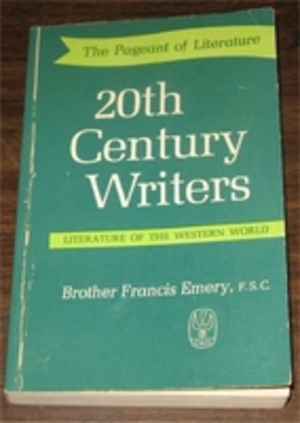 The Pageant of Literature
20th
Century
Writers
LITERATURE OF THE WESTERN WORLD
Brother Francis Emery, F.S.C.